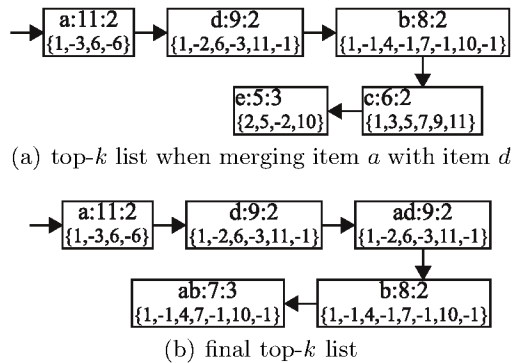 a:11:2
{1,-3,6,-6}
d:9:2
{1,-2,6,-3,11,-1}
b:8:2
{1,-1,4,-1,7,-1,10,-1}
e:5:3
{2,5,-2,10}
c:6:2
{1,3,5,7,9,11}
(a) top-k list when merging item a with item d
a:11:2
{1,-3,6,-6}
d:9:2
{1,-2,6,-3,11,-1}
ad:9:2
{1,-2,6,-3,11,-1}
ab:7:3
{1,-1,4,7,-1,10,-1}
b:8:2
{1,-1,4,-1,7,-1,10,-1}
(b) final top-k list